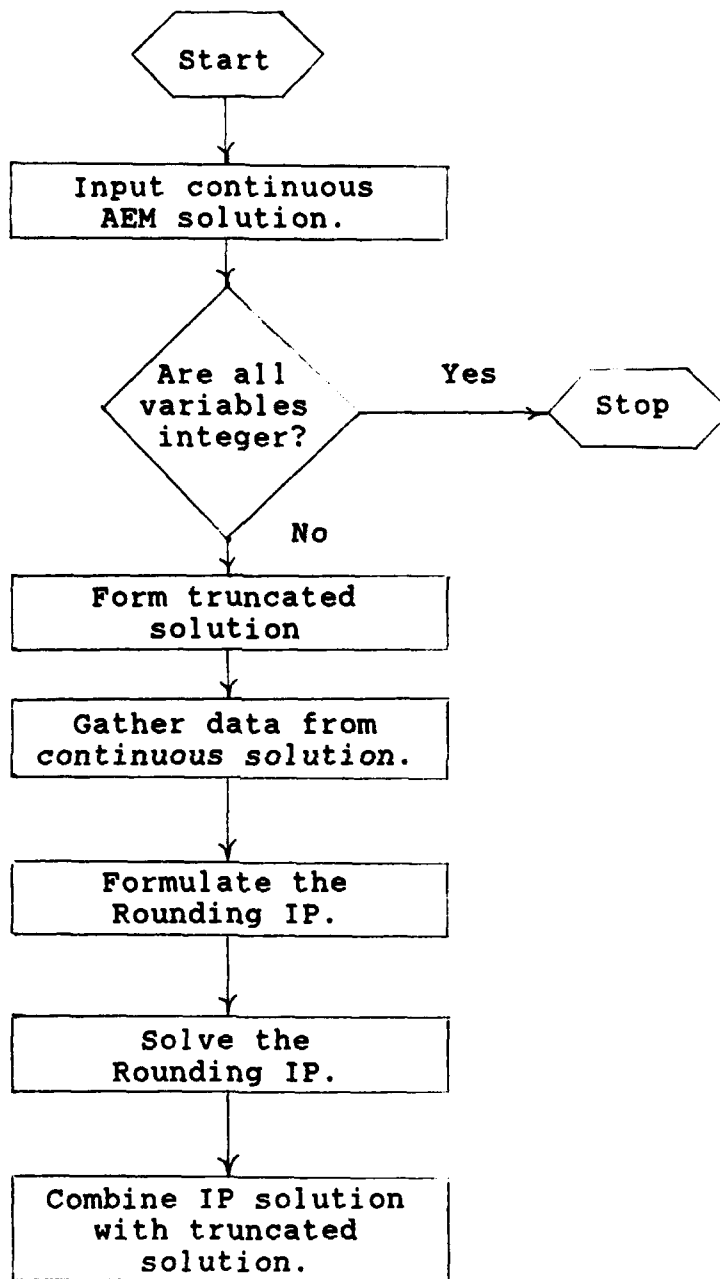 Start
Input continuous
AEM solution.
Are all
variables
integer?
Yes
Stop
No
Form truncated
solution
Gather data from
continuous solution.
Formulate the
Rounding IP.
Solve the
Rounding IP.
Combine IP solution
with truncated
solution.